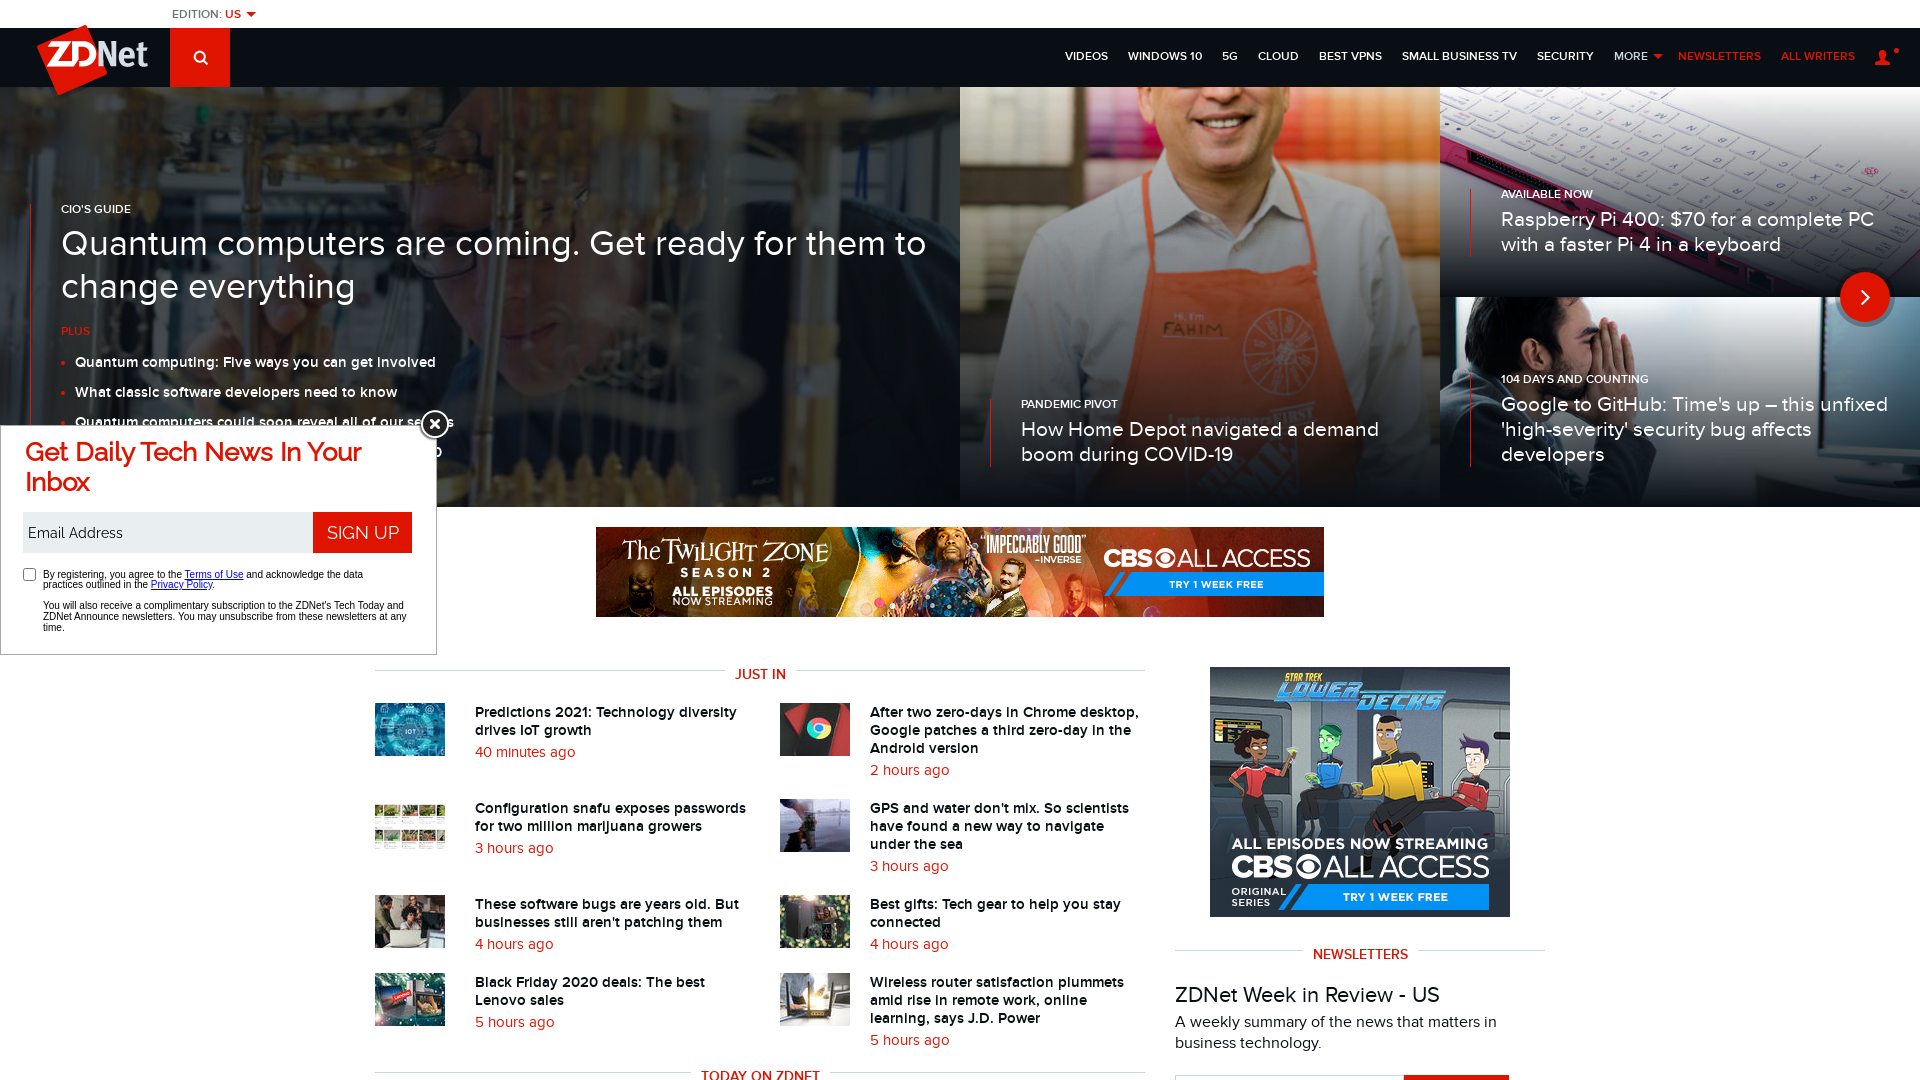 EDITION: US
ZDNet
VIDEOS WINDOWS 10 5G CLOUD BEST VPNS SMALL BUSINESS TV SECURITY MORE NEWSLETTERS ALL WRITERS
CIO'S GUIDE
Quantum computers are coming. Get ready for them to
change everything
PLUS
Quantum computing: Five ways you can get involved
What classic software developers need to know
Quantum computers could soon reveal all of our
Hi, I'm
FAHIM
PANDEMIC PIVOT
How Home Depot navigated a demand
boom during COVID-19
AVAILABLE NOW
Raspberry Pi 400: $70 for a complete PC
with a faster Pi 4 in a keyboard
104 DAYS AND COUNTING
Google to GitHub: Time's up – this unfixed
'high-severity' security bug affects
developers
Get Daily Tech News In Your
Inbox
Email Address
SIGN UP
By registering, you agree to the Terms of Use and acknowledge the data
practices outlined in the Privacy Policy.
You will also receive a complimentary subscription to the ZDNet's Tech Today and
ZDNet Announce newsletters. You may unsubscribe from these newsletters at any
time.
The TWILIGHT ZONE
SEASON 2
ALL EPISODES
NOW STREAMING
"IMPECCABLY GOOD"
–INVERSE
CBS ALL ACCESS
TRY 1 WEEK FREE
JUST IN
IOT
Predictions 2021: Technology diversity
drives IoT growth
40 minutes ago
After two zero-days in Chrome desktop,
Google patches a third zero-day in the
Android version
2 hours ago
Configuration snafu exposes passwords
for two million marijuana growers
3 hours ago
GPS and water don't mix. So scientists
have found a new way to navigate
under the sea
3 hours ago
These software bugs are years old. But
businesses still aren't patching them
4 hours ago
Best gifts: Tech gear to help you stay
connected
4 hours ago
Lenovo
Black Friday 2020 deals: The best
Lenovo sales
5 hours ago
Wireless router satisfaction plummets
amid rise in remote work, online
learning, says J.D. Power
5 hours ago
TODAY ON ZDNET
STAR TREK
LOWER DECKS
ALL EPISODES NOW STREAMING
CBS ALL ACCESS
ORIGINAL
SERIES
TRY 1 WEEK FREE
NEWSLETTERS
ZDNet Week in Review - US
A weekly summary of the news that matters in
business technology.